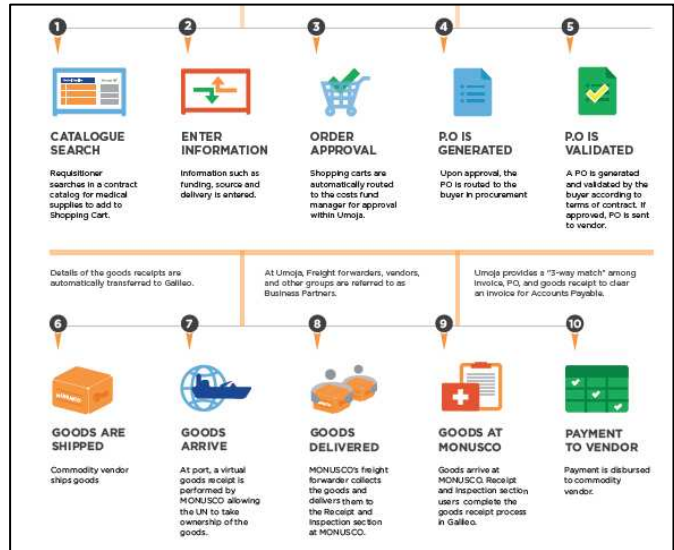 1
2
3
4
5
CATALOGUE
SEARCH
Requisitioner
searches in a contract
catalog for medical
supplies to add to
Shopping Cart.
ENTER
INFORMATION
Information such as
funding, source and
delivery is entered.
ORDER
APPROVAL
Shopping carts are
automatically routed
to the costs fund
manager for approval
within Umoja.
P.O IS
GENERATED
Upon approval, the
PO is routed to the
buyer in procurement
P.O IS
VALIDATED
A PO is generated
and validated by the
buyer according to
terms of contract. If
approved, PO is sent
to vendor.
Details of the goods receipts are
automatically transferred to Galileo.
At Umoja, Freight forwarders, vendors,
and other groups are referred to as
Business Partners.
Umoja provides a "3-way match" among
Invoice, PO, and goods receipt to clear
an invoice for Accounts Payable.
6
7
8
9
10
GOODS ARE
SHIPPED
Commodity vendor
ships goods
GOODS
ARRIVE
At port, a virtual
goods receipt is
performed by
MONUSCO allowing
the UN to take
ownership of the
goods.
GOODS
DELIVERED
MONUSCO's freight
forwarder collects
the goods and
delivers them to
the Receipt and
Inspection section
at MONUSCO.
GOODS AT
MONUSCO
Goods arrive at
MONUSCO. Receipt
and Inspection section
users complete the
goods receipt process
in Galileo.
PAYMENT
TO VENDOR
Payment is disbursed
to commodity
vendor.